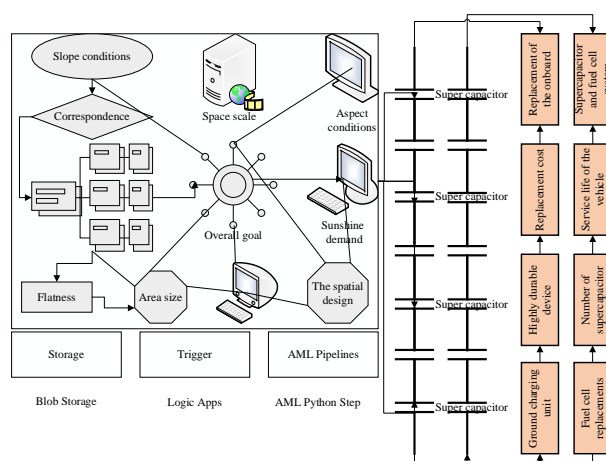 Slope conditions
Correspondence
Space scale
Aspect
conditions
Overall goal
Sunshine
demand
Flatness
Area size
The spatial
design
Storage
Trigger
AML Pipelines
Blob Storage
Logic Apps
AML Python Step
Super capacitor
Super capacitor
Super capacitor
Super capacitor
Replacement of
the onboard
Replacement cost
Highly durable
device
Ground charging
unit
Supercapacitor
and fuel cell
system
Service life of the
vehicle
Number of
supercapacitor
Fuel cell
replacements